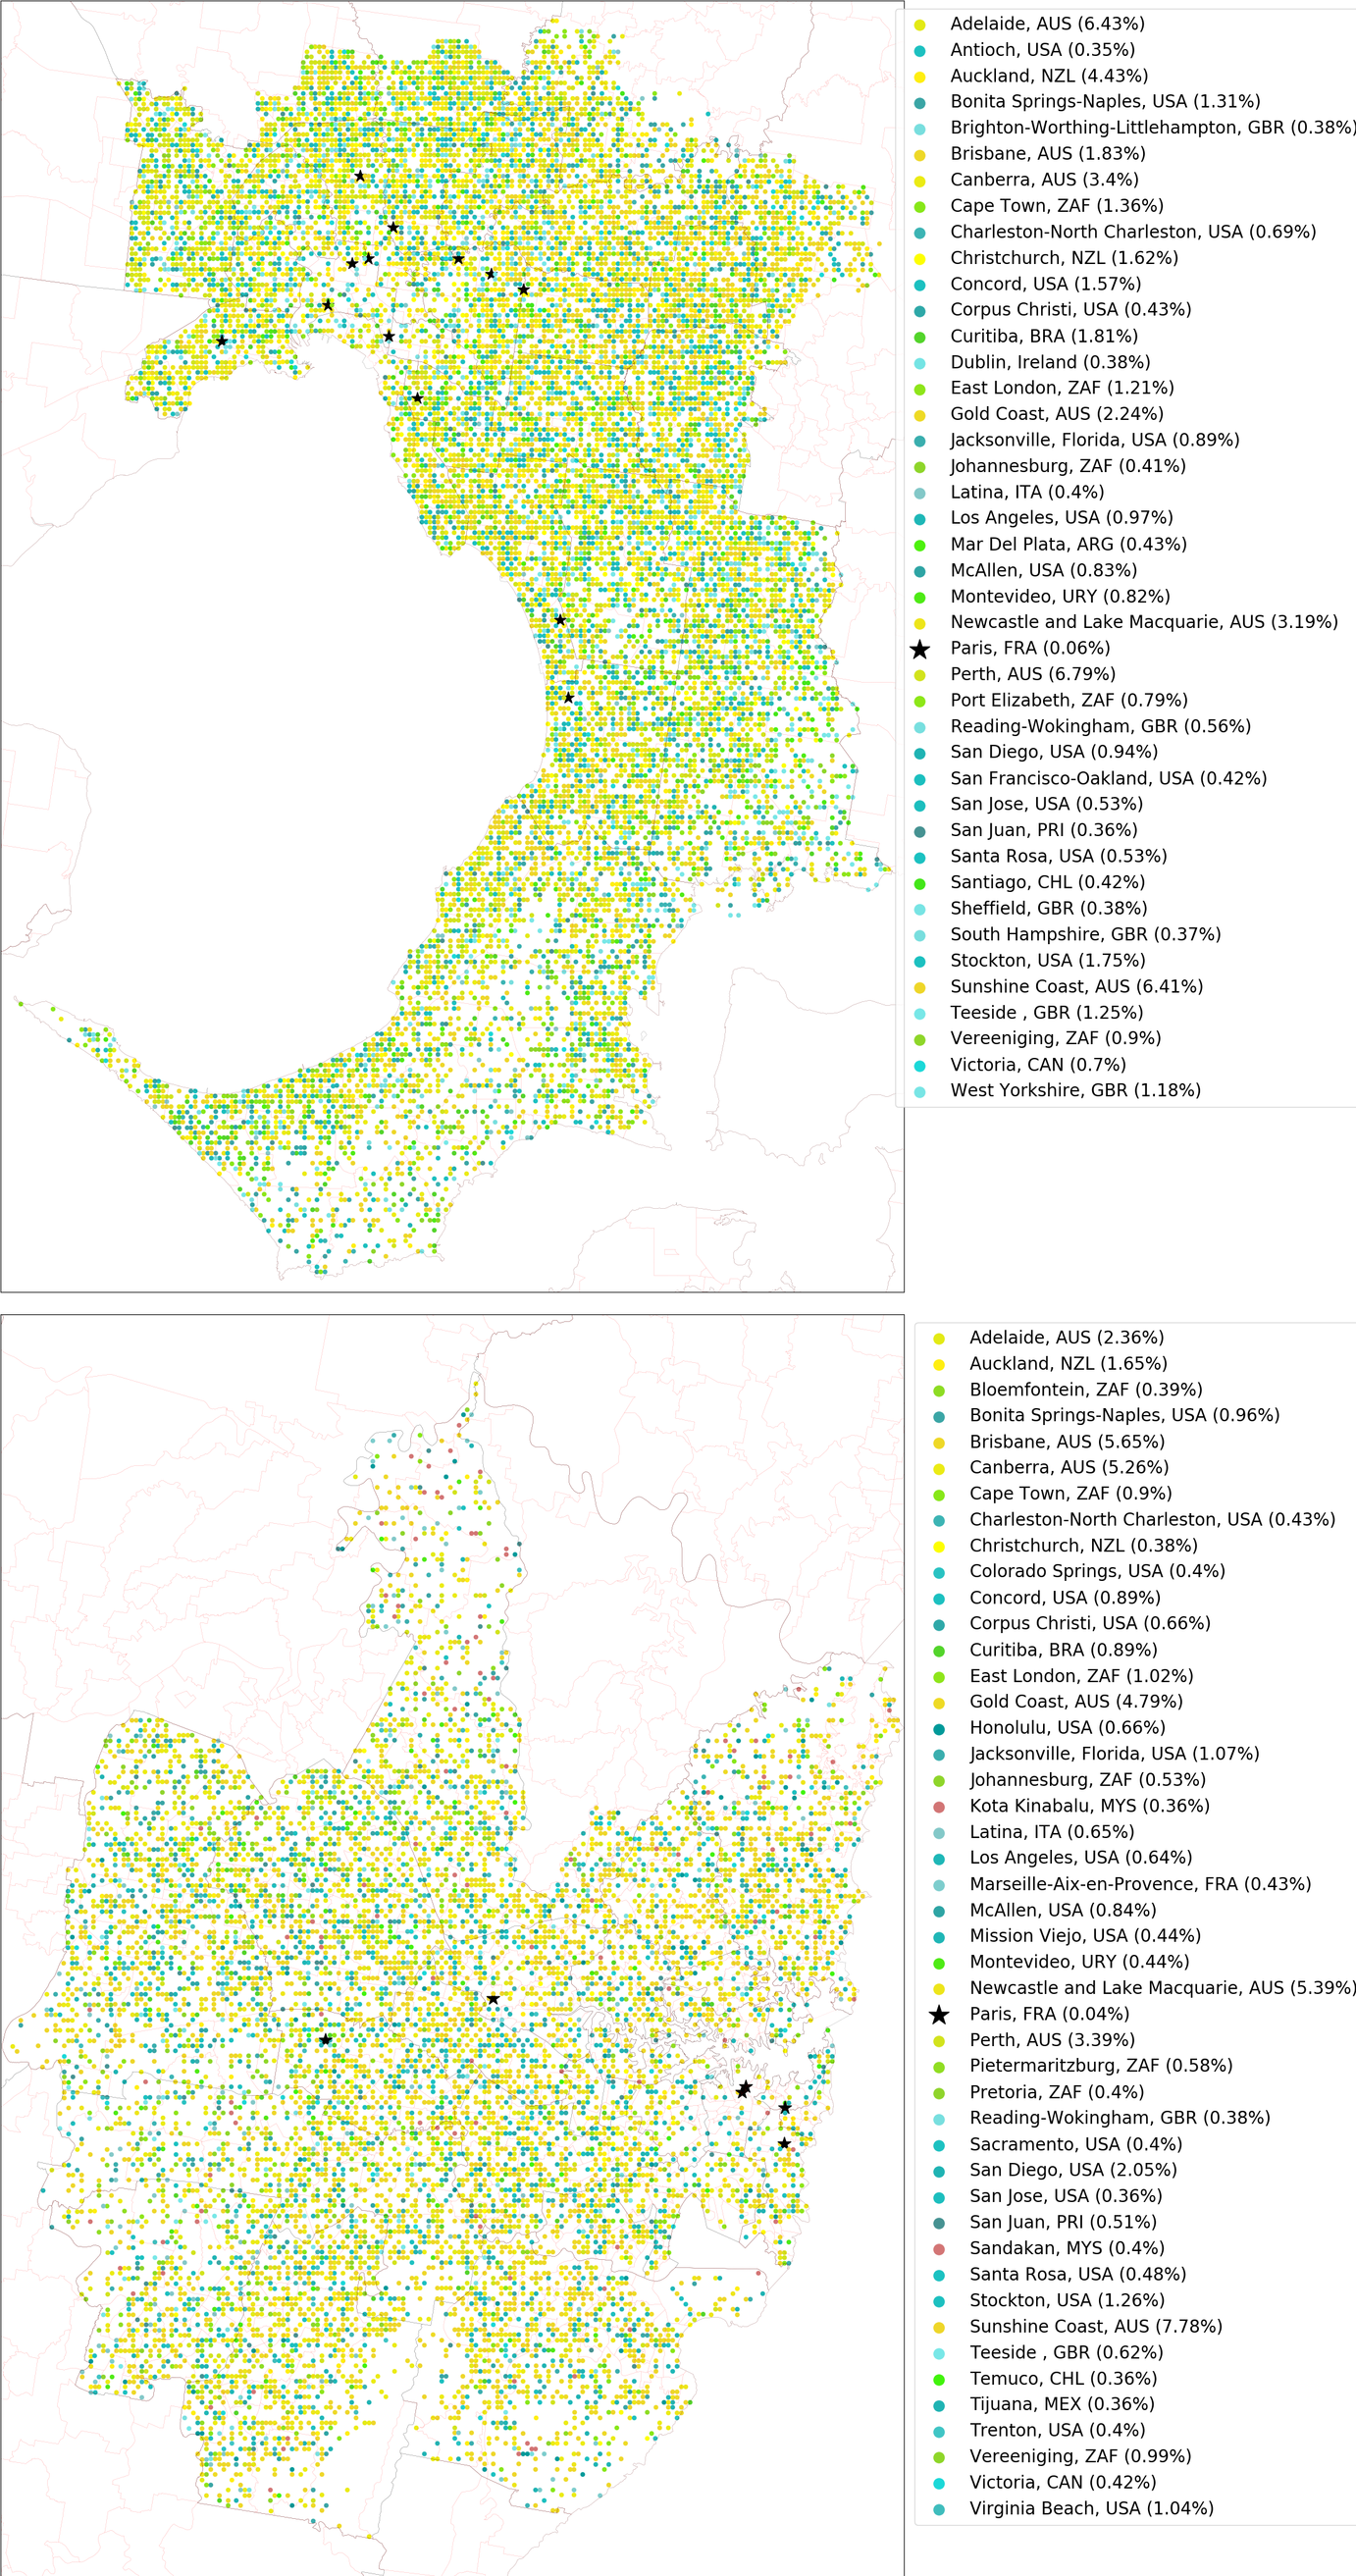 Adelaide, AUS (6.43%)
Antioch, USA (0.35%)
Auckland, NZL (4.43%)
Bonita Springs-Naples, USA (1.31%)
Brighton-Worthing-Littlehampton, GBR (0.38%)
Brisbane, AUS (1.83%)
Canberra, AUS (3.4%)
Cape Town, ZAF (1.36%)
Charleston-North Charleston, USA (0.69%)
Christchurch, NZL (1.62%)
Concord, USA (1.57%)
Corpus Christi, USA (0.43%)
Curitiba, BRA (1.81%)
Dublin, Ireland (0.38%)
East London, ZAF (1.21%)
Gold Coast, AUS (2.24%)
Jacksonville, Florida, USA (0.89%)
Johannesburg, ZAF (0.41%)
Latina, ITA (0.4%)
Los Angeles, USA (0.97%)
Mar Del Plata, ARG (0.43%)
McAllen, USA (0.83%)
Montevideo, URY (0.82%)
Newcastle and Lake Macquarie, AUS (3.19%)
Paris, FRA (0.06%)
Perth, AUS (6.79%)
Port Elizabeth, ZAF (0.79%)
Reading-Wokingham, GBR (0.56%)
San Diego, USA (0.94%)
San Francisco-Oakland, USA (0.42%)
San Jose, USA (0.53%)
San Juan, PRI (0.36%)
Santa Rosa, USA (0.53%)
Santiago, CHL (0.42%)
Sheffield, GBR (0.38%)
South Hampshire, GBR (0.37%)
Stockton, USA (1.75%)
Sunshine Coast, AUS (6.41%)
Teeside , GBR (1.25%)
Vereeniging, ZAF (0.9%)
Victoria, CAN (0.7%)
West Yorkshire, GBR (1.18%)
Adelaide, AUS (2.36%)
Auckland, NZL (1.65%)
Bloemfontein, ZAF (0.39%)
Bonita Springs-Naples, USA (0.96%)
Brisbane, AUS (5.65%)
Canberra, AUS (5.26%)
Cape Town, ZAF (0.9%)
Charleston-North Charleston, USA (0.43%)
Christchurch, NZL (0.38%)
Colorado Springs, USA (0.4%)
Concord, USA (0.89%)
Corpus Christi, USA (0.66%)
Curitiba, BRA (0.89%)
East London, ZAF (1.02%)
Gold Coast, AUS (4.79%)
Honolulu, USA (0.66%)
Jacksonville, Florida, USA (1.07%)
Johannesburg, ZAF (0.53%)
Kota Kinabalu, MYS (0.36%)
Latina, ITA (0.65%)
Los Angeles, USA (0.64%)
Marseille-Aix-en-Provence, FRA (0.43%)
McAllen, USA (0.84%)
Mission Viejo, USA (0.44%)
Montevideo, URY (0.44%)
Newcastle and Lake Macquarie, AUS (5.39%)
Paris, FRA (0.04%)
Perth, AUS (3.39%)
Pietermaritzburg, ZAF (0.58%)
Pretoria, ZAF (0.4%)
Reading-Wokingham, GBR (0.38%)
Sacramento, USA (0.4%)
San Diego, USA (2.05%)
San Jose, USA (0.36%)
San Juan, PRI (0.51%)
Sandakan, MYS (0.4%)
Santa Rosa, USA (0.48%)
Stockton, USA (1.26%)
Sunshine Coast, AUS (7.78%)
Teeside , GBR (0.62%)
Temuco, CHL (0.36%)
Tijuana, MEX (0.36%)
Trenton, USA (0.4%)
Vereeniging, ZAF (0.99%)
Victoria, CAN (0.42%)
Virginia Beach, USA (1.04%)